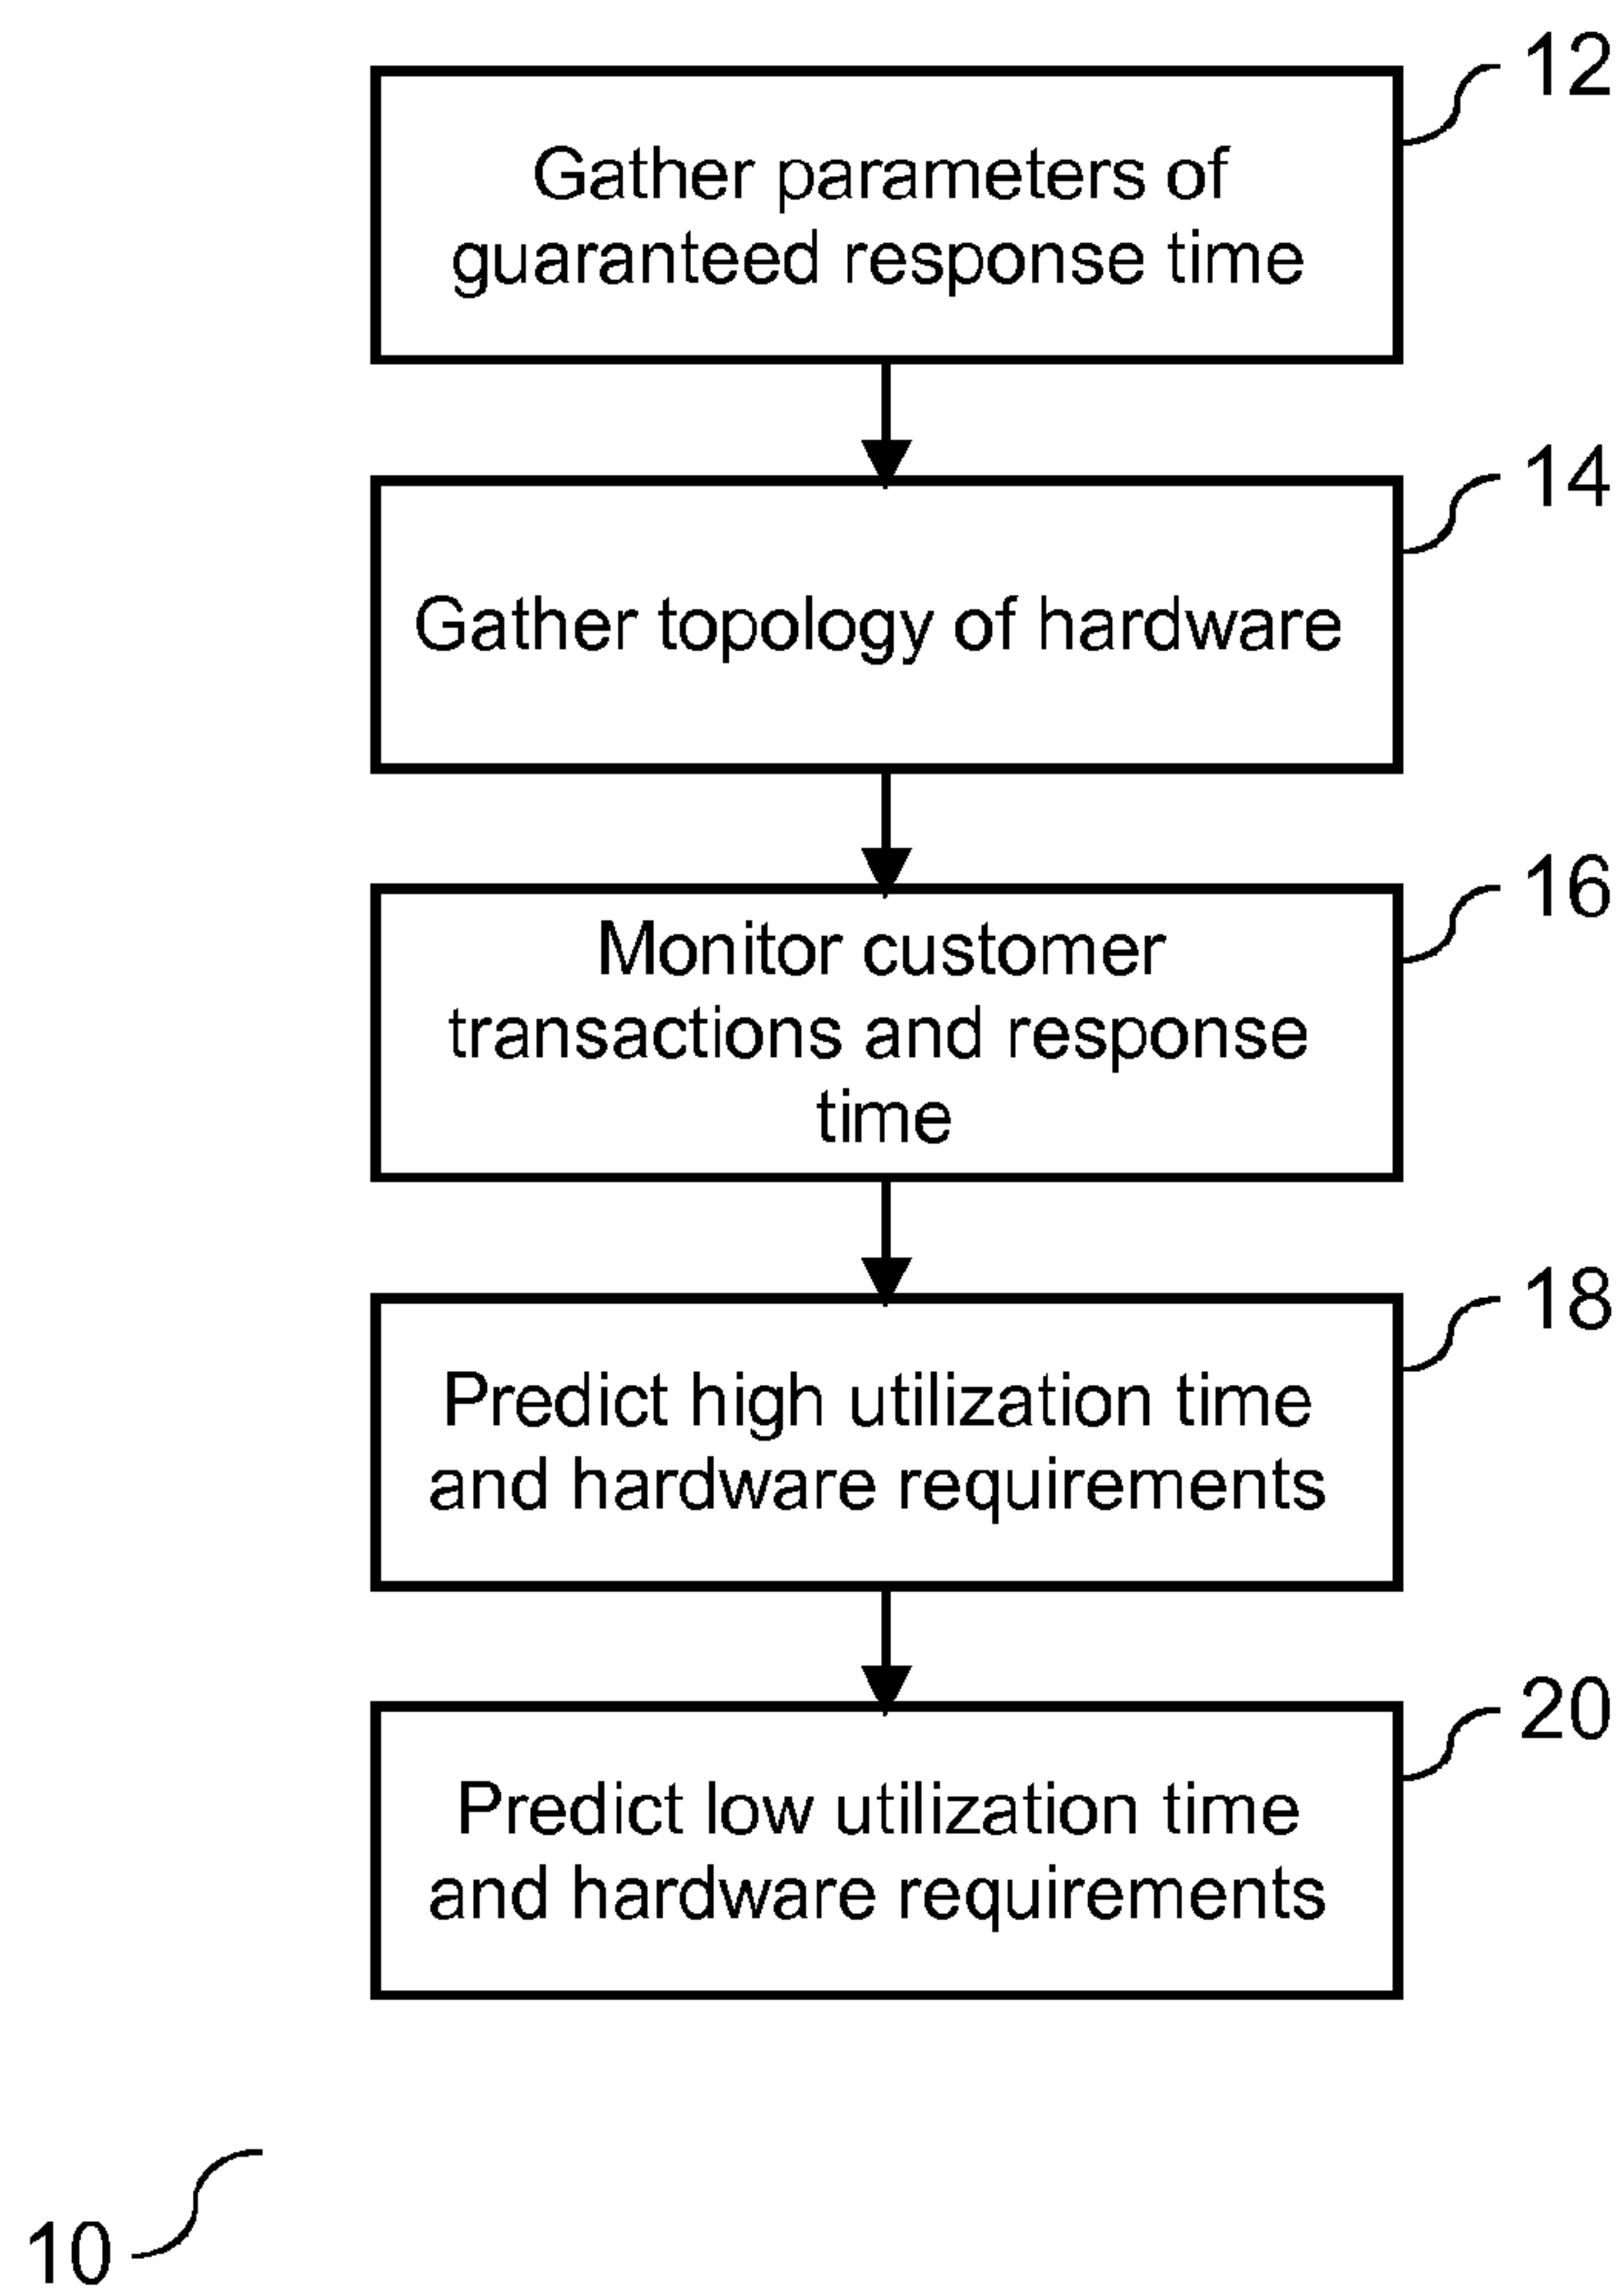 12
Gather parameters of
guaranteed response time
14
Gather topology of hardware
16
Monitor customer
transactions and response
time
18
Predict high utilization time
and hardware requirements
20
Predict low utilization time
and hardware requirements
10